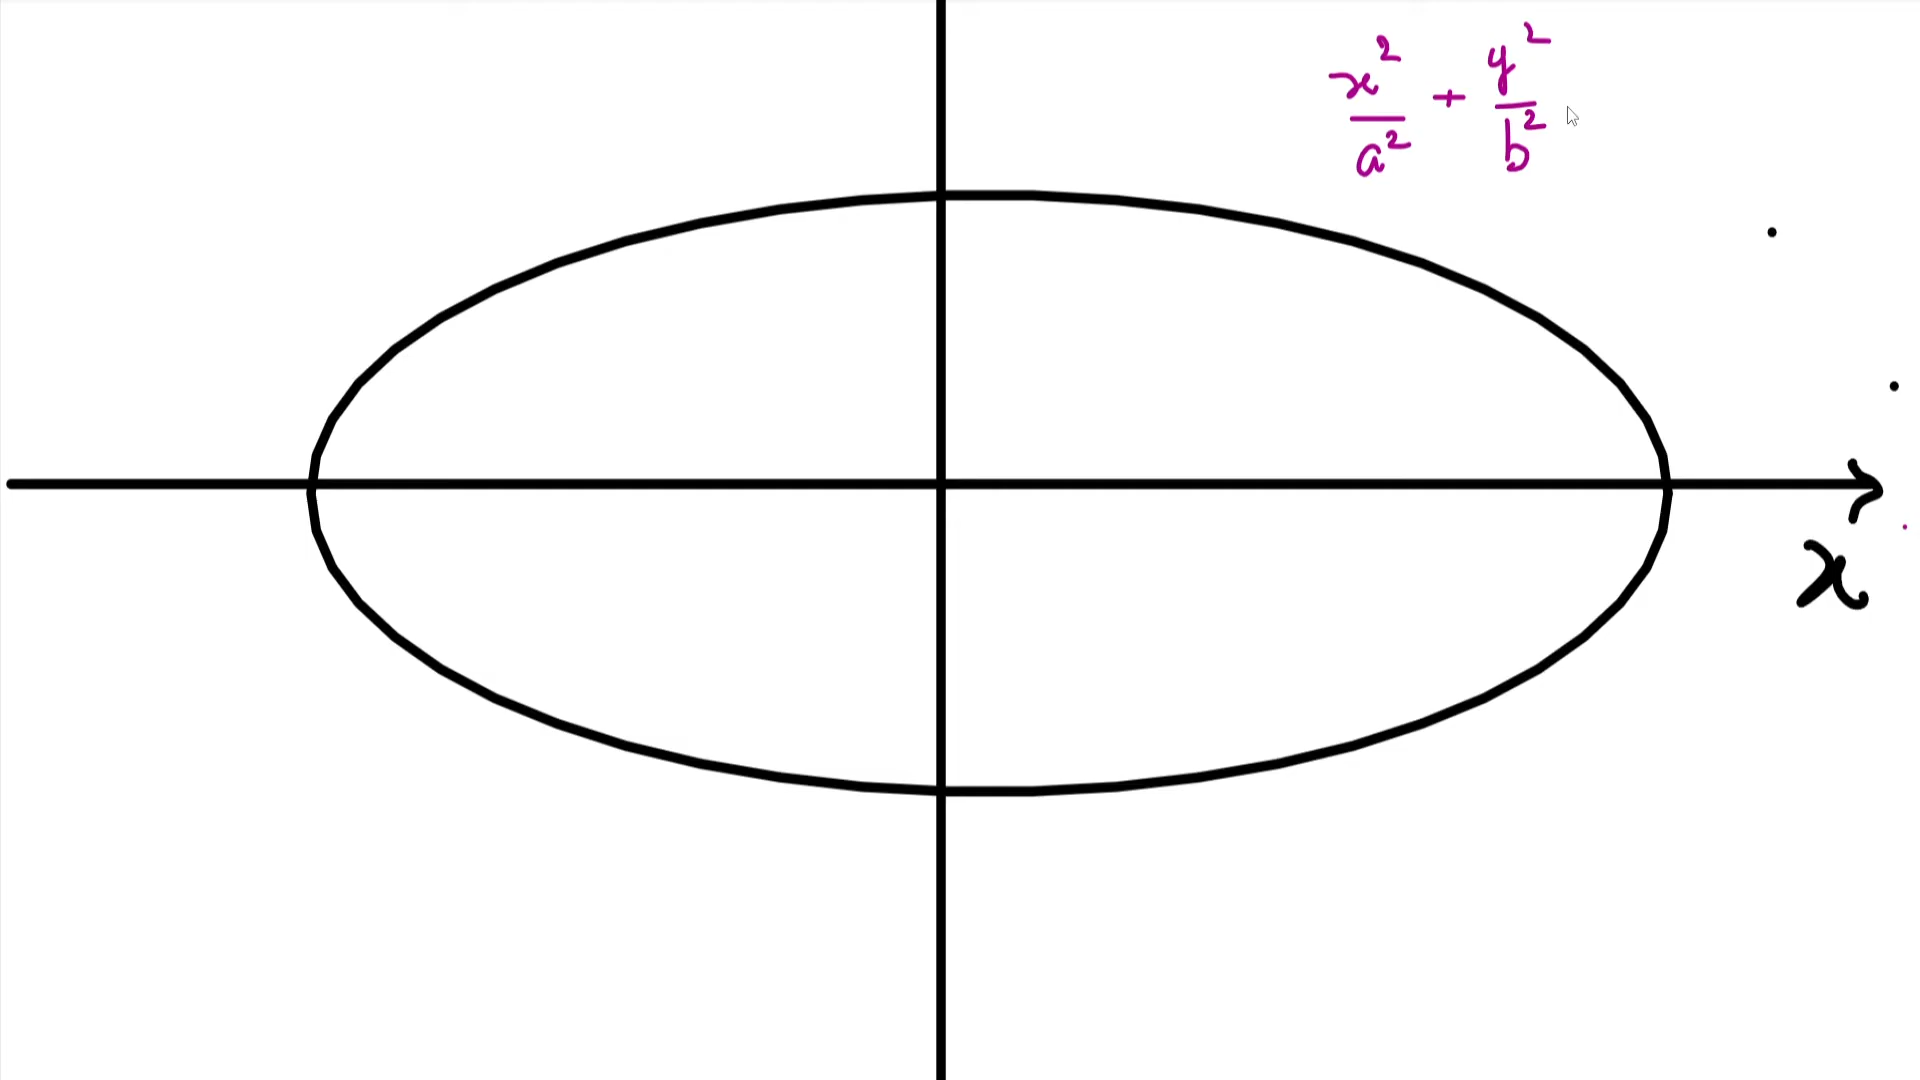 x²/a² + y²/b²
x